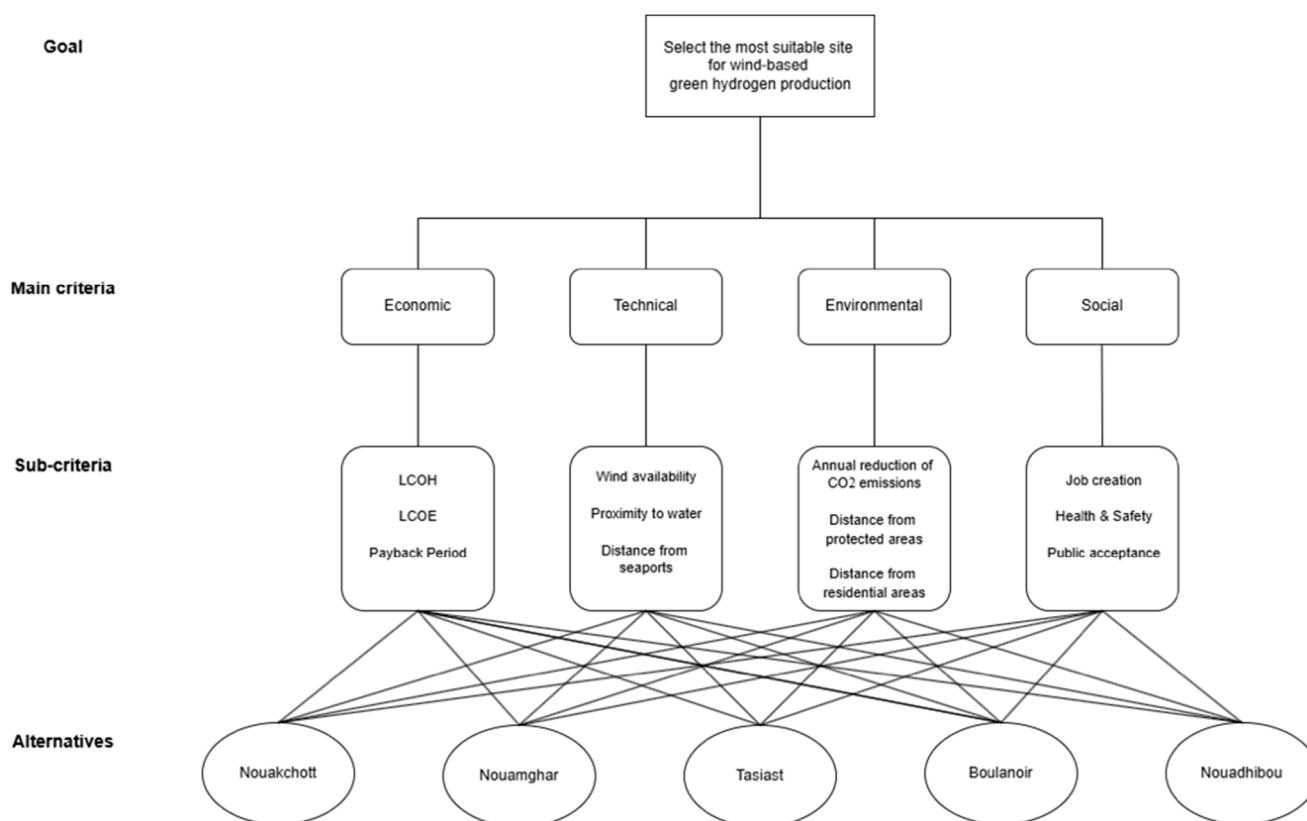 Goal
Select the most suitable site
for wind-based
green hydrogen production
Main criteria
Economic
Technical
Environmental
Social
Sub-criteria
LCOH
LCOE
Payback Period
Wind availability
Proximity to water
Distance from
seaports
Annual reduction of
CO2 emissions
Distance from
protected areas
Distance from
residential areas
Job creation
Health & Safety
Public acceptance
Alternatives
Nouakchott
Nouamghar
Tasiast
Boulanoir
Nouadhibou